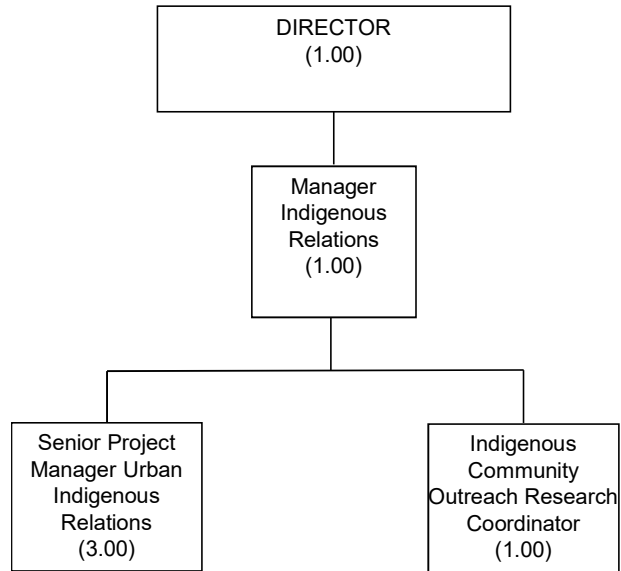 DIRECTOR
(1.00)
Manager
Indigenous
Relations
(1.00)
Senior Project
Manager Urban
Indigenous
Relations
(3.00)
Indigenous
Community
Outreach Research
Coordinator
(1.00)